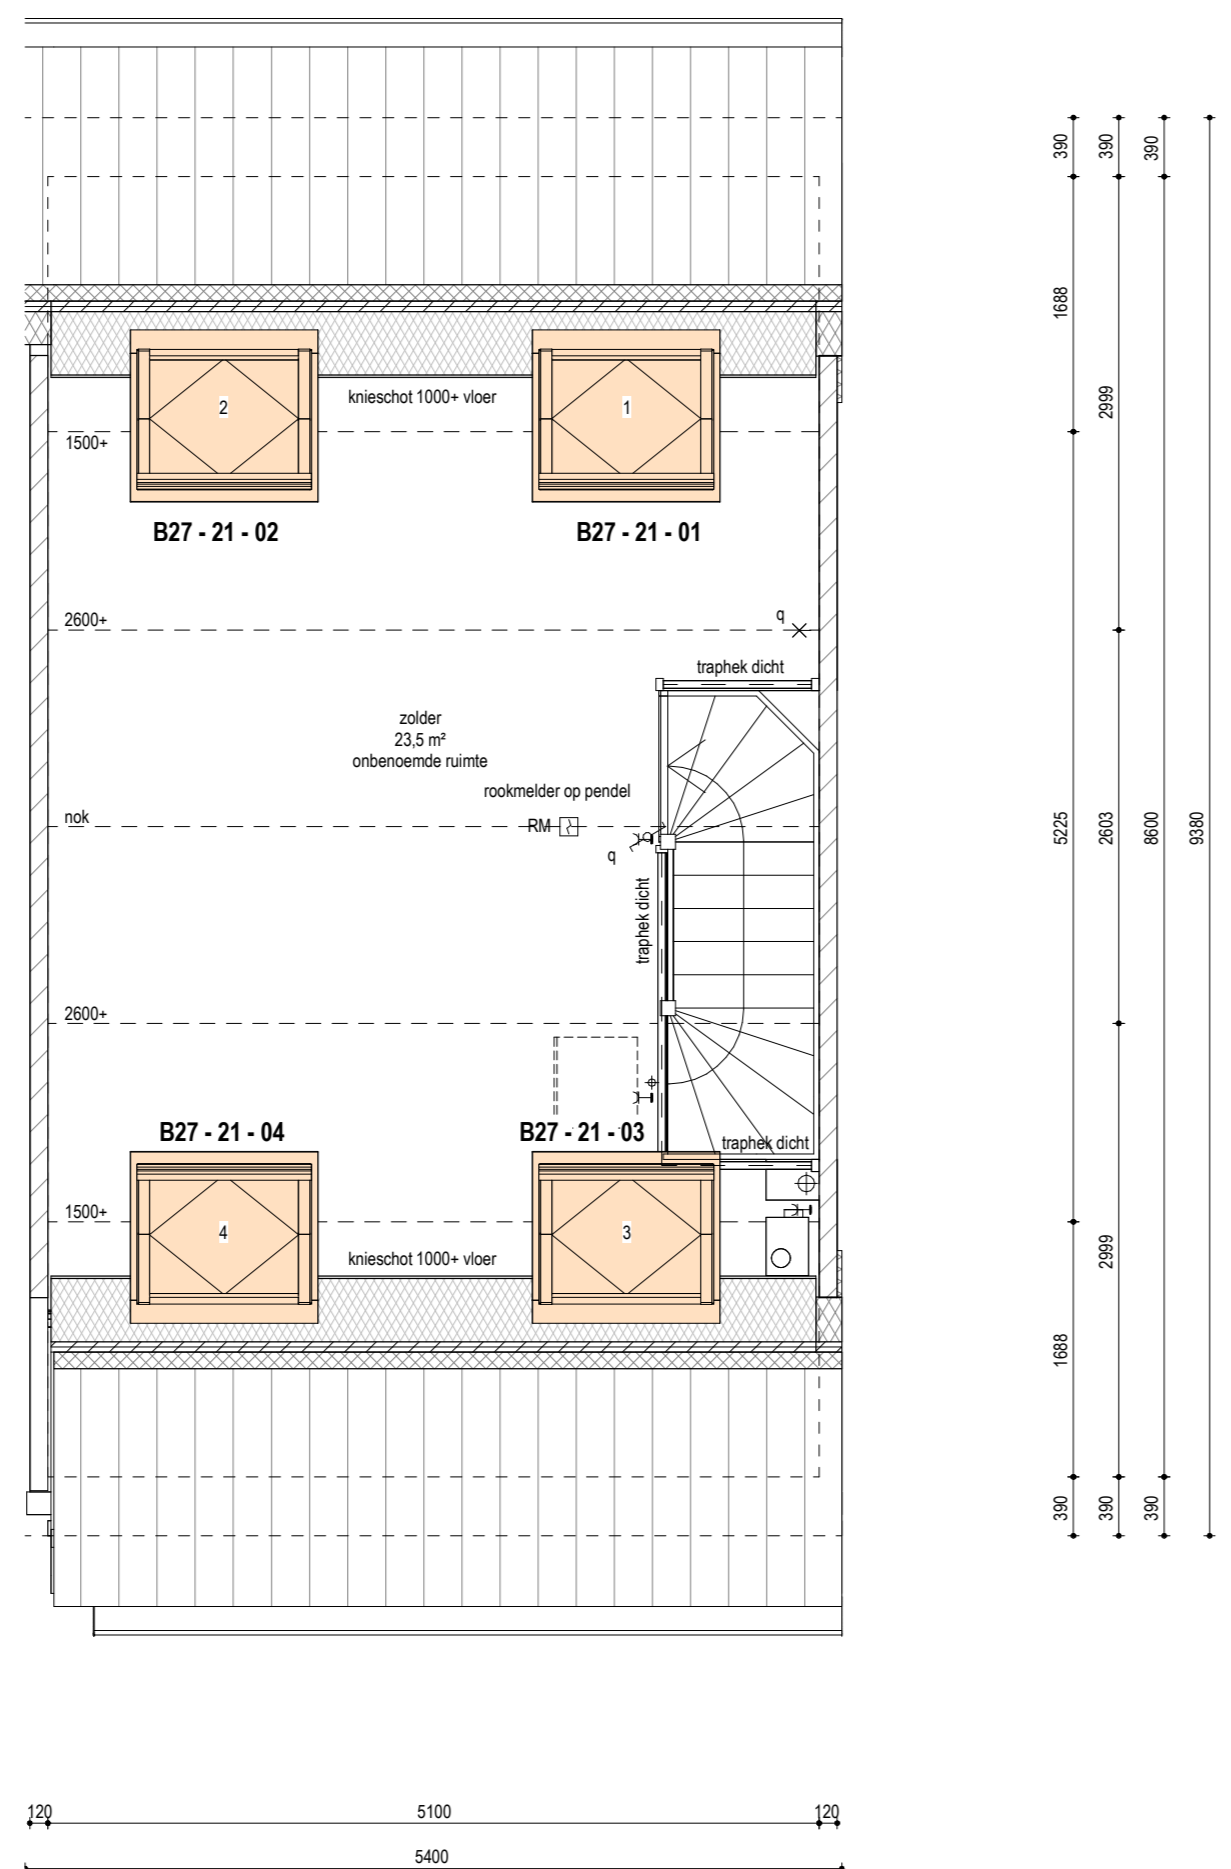 390
390
390
1688
2999
2
knieschot 1000+ vloer
1
1500+
B27 - 21 - 02
B27 - 21 - 01
2600+
q
traphek dicht
zolder
23,5 m²
onbenoemde ruimte
rookmelder op pendel
nok
RM
q
5225
2603
8600
9380
traphek dicht
2600+
B27 - 21 - 04
B27 - 21 - 03
traphek dicht
1500+
4
3
knieschot 1000+ vloer
2999
1688
390
390
390
120
5100
120
5400